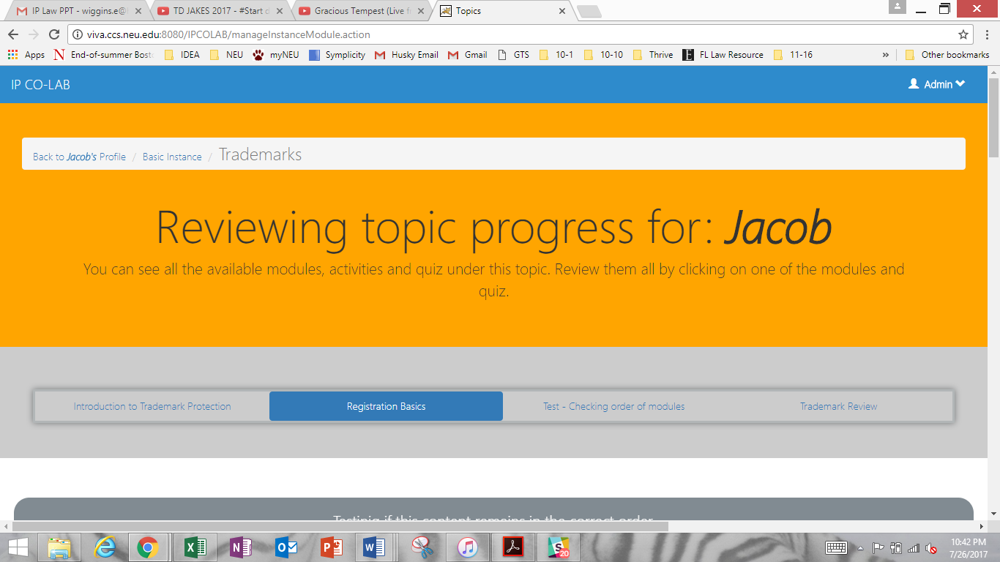 IP Law PPT - wiggins.e@
TD JAKES 2017 - #Start d
Gracious Tempest (Live f
Topics
viva.ccs.neu.edu:8080/IPCOLAB/manageInstanceModule.action
Apps
End-of-summer Bost
IDEA
NEU
myNEU
Symplicity
Husky Email
Gmail
GTS
10-1
10-10
Thrive
FL Law Resource
11-16
»
Other bookmarks
IP CO-LAB
Admin
Back to Jacob's Profile / Basic Instance / Trademarks
Reviewing topic progress for: Jacob
You can see all the available modules, activities and quiz under this topic. Review them all by clicking on one of the modules and
quiz.
Introduction to Trademark Protection
Registration Basics
Test - Checking order of modules
Trademark Review
Testinig if this content remains in the correct order
20
10:42 PM
7/26/2017